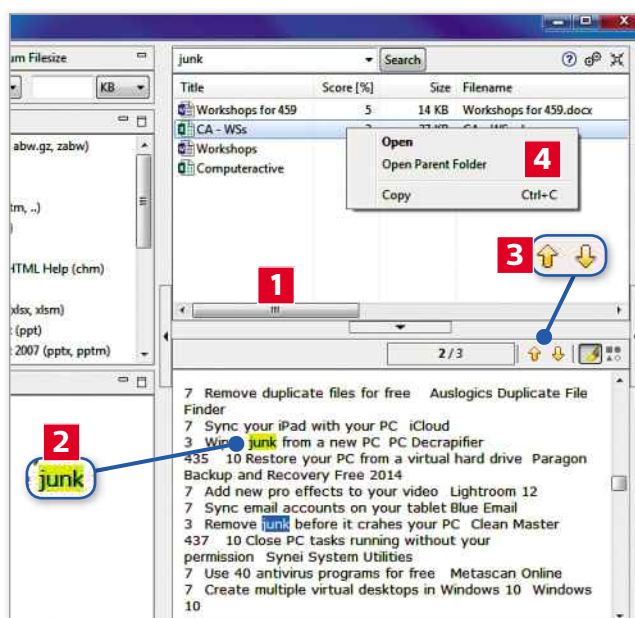 um Filesize
KB
abw.gz, zabw)
tm, ..)
)
HTML Help (chm)
xlsx, xlsm)
t (ppt)
t 2007 (pptx, pptm)
junk
Search
Title Score [%] Size Filename
Workshops for 459 5 14 KB Workshops for 459.docx
CA - WSs
Workshops
Computeractive
Open
Open Parent Folder
Copy Ctrl+C
4
3
1
2/3
2
junk
7 Remove duplicate files for free Auslogics Duplicate File
Finder
7 Sync your iPad with your PC iCloud
3 Wipe junk from a new PC PC Decrapifier
435 10 Restore your PC from a virtual hard drive Paragon
Backup and Recovery Free 2014
7 Add new pro effects to your video Lightroom 12
7 Sync email accounts on your tablet Blue Email
3 Remove junk before it crahes your PC Clean Master
437 10 Close PC tasks running without your
permission Synei System Utilities
7 Use 40 antivirus programs for free Metascan Online
7 Create multiple virtual desktops in Windows 10 Windows
10